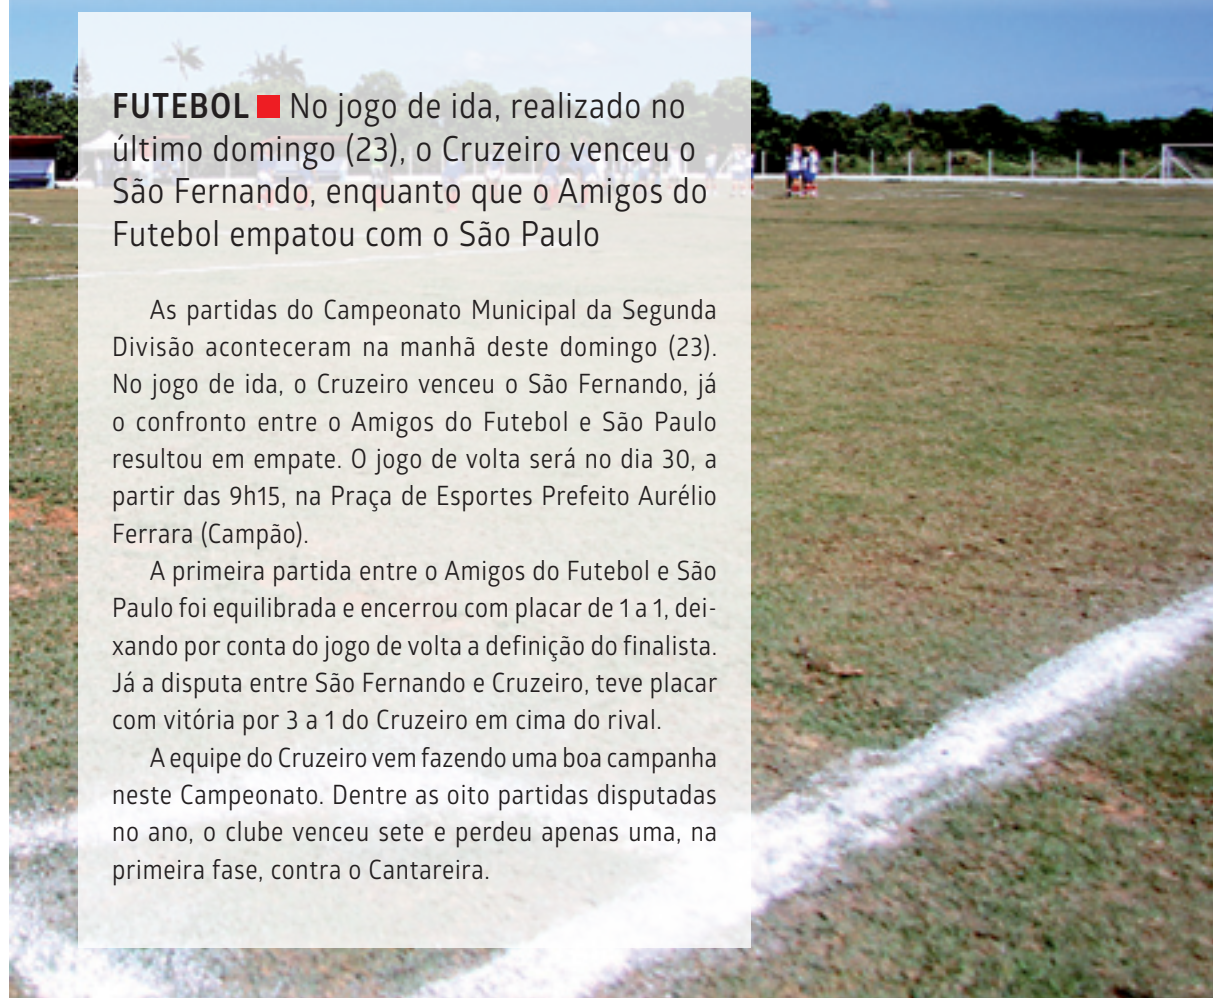 FUTEBOL ■ No jogo de ida, realizado no
último domingo (23), o Cruzeiro venceu o
São Fernando, enquanto que o Amigos do
Futebol empatou com o São Paulo
As partidas do Campeonato Municipal da Segunda
Divisão aconteceram na manhã deste domingo (23).
No jogo de ida, o Cruzeiro venceu o São Fernando, já
o confronto entre o Amigos do Futebol e São Paulo
resultou em empate. O jogo de volta será no dia 30, a
partir das 9h15, na Praça de Esportes Prefeito Aurélio
Ferrara (Campão).
A primeira partida entre o Amigos do Futebol e São
Paulo foi equilibrada e encerrou com placar de 1 a 1, dei-
xando por conta do jogo de volta a definição do finalista.
Já a disputa entre São Fernando e Cruzeiro, teve placar
com vitória por 3 a 1 do Cruzeiro em cima do rival.
A equipe do Cruzeiro vem fazendo uma boa campanha
neste Campeonato. Dentre as oito partidas disputadas
no ano, o clube venceu sete e perdeu apenas uma, na
primeira fase, contra o Cantareira.